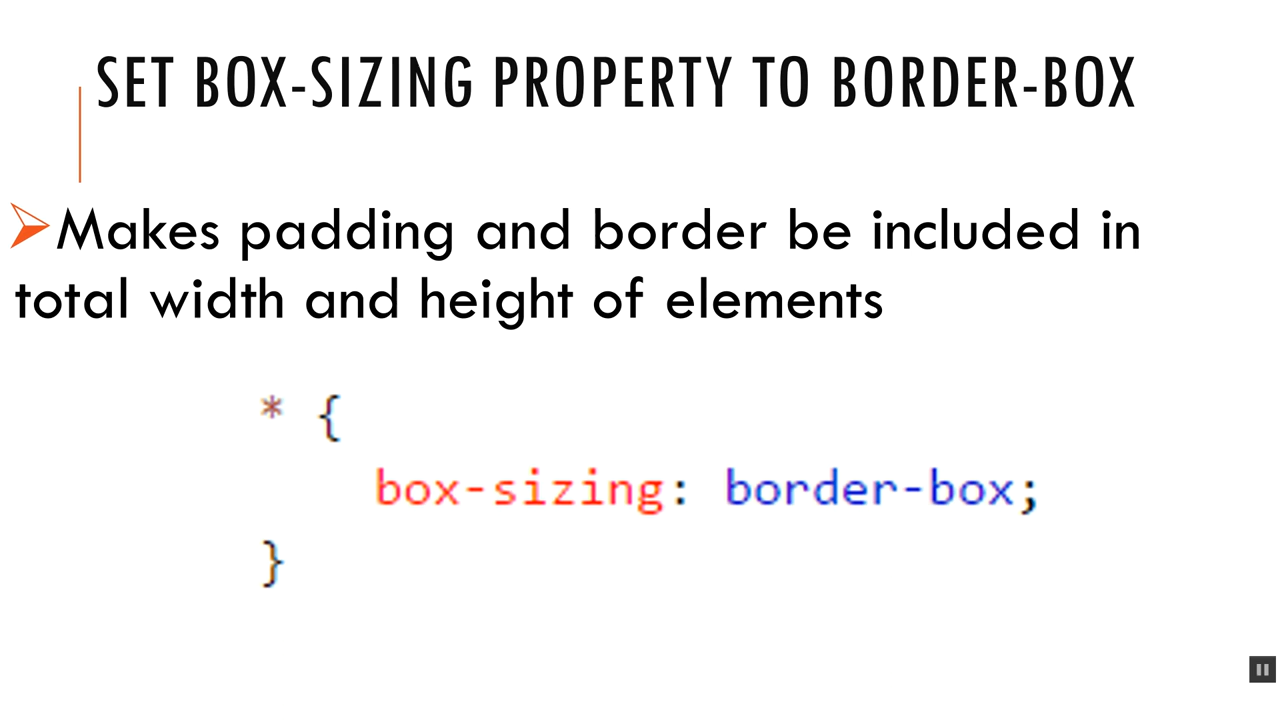 SET BOX-SIZING PROPERTY TO BORDER-BOX
Makes padding and border be included in
total width and height of elements
* {
box-sizing: border-box;
}